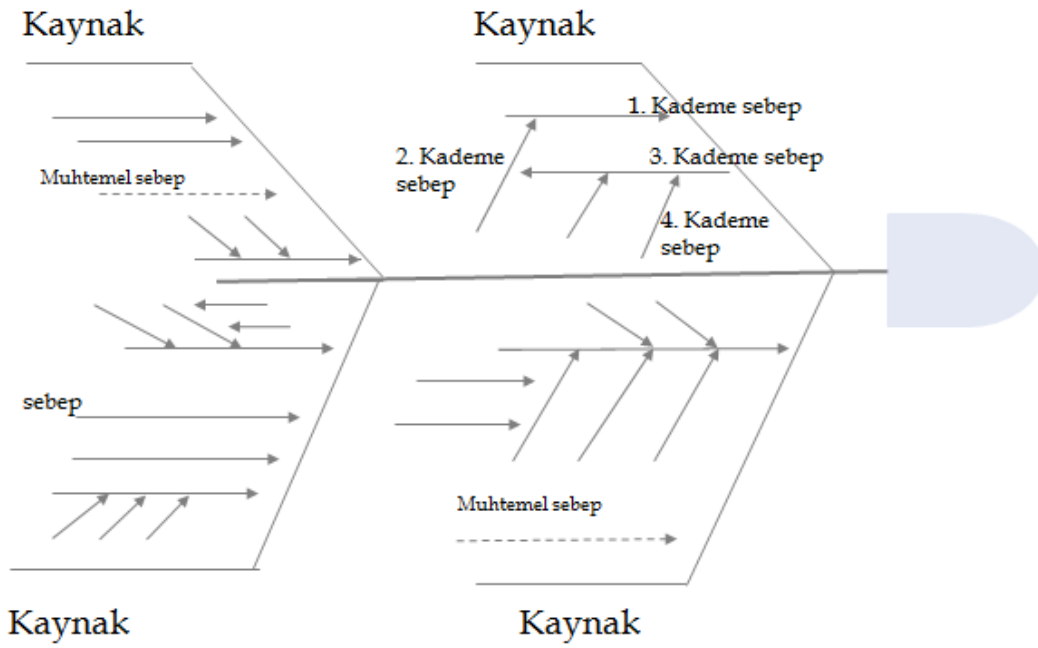 Kaynak
Kaynak
1. Kademe sebep
2. Kademe
sebep
3. Kademe sebep
Muhtemel sebep
4. Kademe
sebep
sebep
Muhtemel sebep
Kaynak
Kaynak